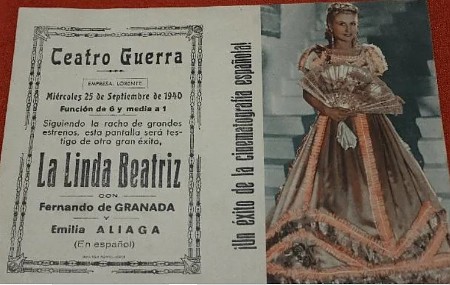 Teatro Guerra
EMPRESA, LORENTE
Miércoles 25 de Septiembre de 1940
Función de 6 y media a 1
Siguiendo la racha de grandes
estrenos, esta pantalla será tes-
tigo de otro gran éxito,
La Linda Beatriz
CON
Fernando de GRANADA
Y
Emilia ALIAGA
(En español)
¡Un éxito de la cinematografía española!